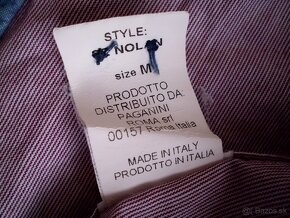 STYLE:
NOLAN
size M
PRODOTTO
DISTRIBUITO DA
PAGANINI
ROMA srl
00157 Roma Italia
MADE IN ITALY
PRODOTTO IN ITALIA
Bazos.sk